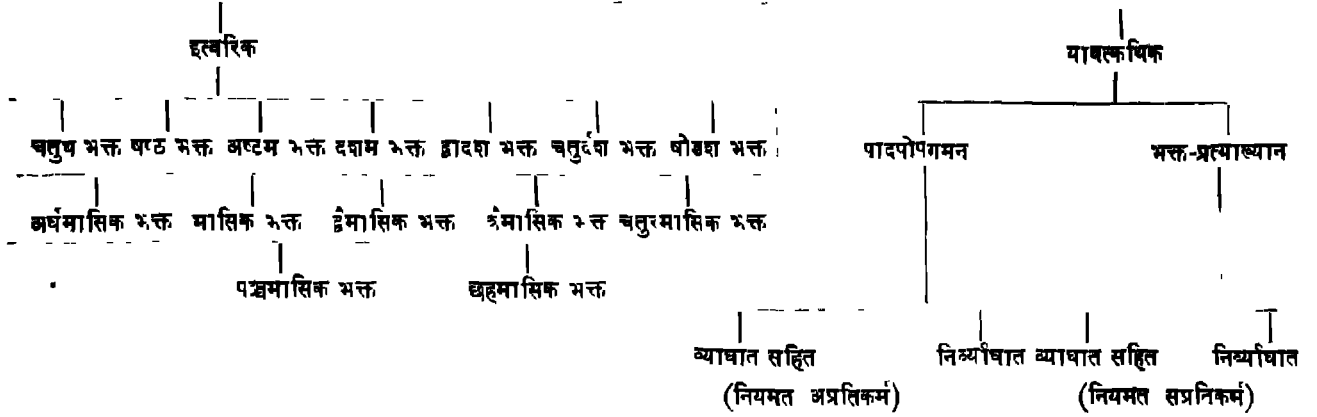 इत्वरिक यावत्कथिक
चतुथ भक्त षष्ठ भक्त अष्टम भक्त दशम भक्त द्वादश भक्त चतुर्दश भक्त षोडश भक्त पादपोपगमन भक्त-प्रत्याख्यान
अर्धमासिक भक्त मासिक भक्त द्वैमासिक भक्त त्रैमासिक भक्त चतुरमासिक भक्त
पञ्चमासिक भक्त छहमासिक भक्त
व्याघात सहित निर्व्याघात व्याघात सहित निर्व्याघात
(नियमत अप्रतिकर्म) (नियमत सप्रतिकर्म)